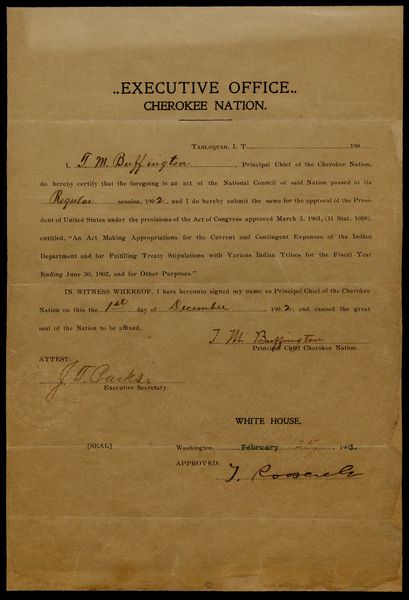 ..EXECUTIVE OFFICE..
CHEROKEE NATION.
TAHLEQUAH, I. T., 190
I, T. M. Buffington, Principal Chief of the Cherokee Nation,
do hereby certify that the foregoing is an act of the National Council of said Nation passed at its
Regular session, 1902, and I do hereby submit the same for the approval of the Presi-
dent of United States under the provisions of the Act of Congress approved March 3, 1901, (31 Stat. 1058),
entitled, "An Act Making Appropriations for the Current and Contingent Expenses of the Indian
Department and for Fulfilling Treaty Stipulations with Various Indian Tribes for the Fiscal Year
Ending June 30, 1902, and for Other Purposes."
IN WITNESS WHEREOF, I have hereunto signed my name as Principal Chief of the Cherokee
Nation on this the 1st day of December, 1902; and caused the great
seal of the Nation to be affixed.
T. M. Buffington
Principal Chief Cherokee Nation.
ATTEST:
J. T. Parks,
Executive Secretary.
WHITE HOUSE,
[SEAL] Washington, February 1903.
APPROVED:
T. Roosevelt